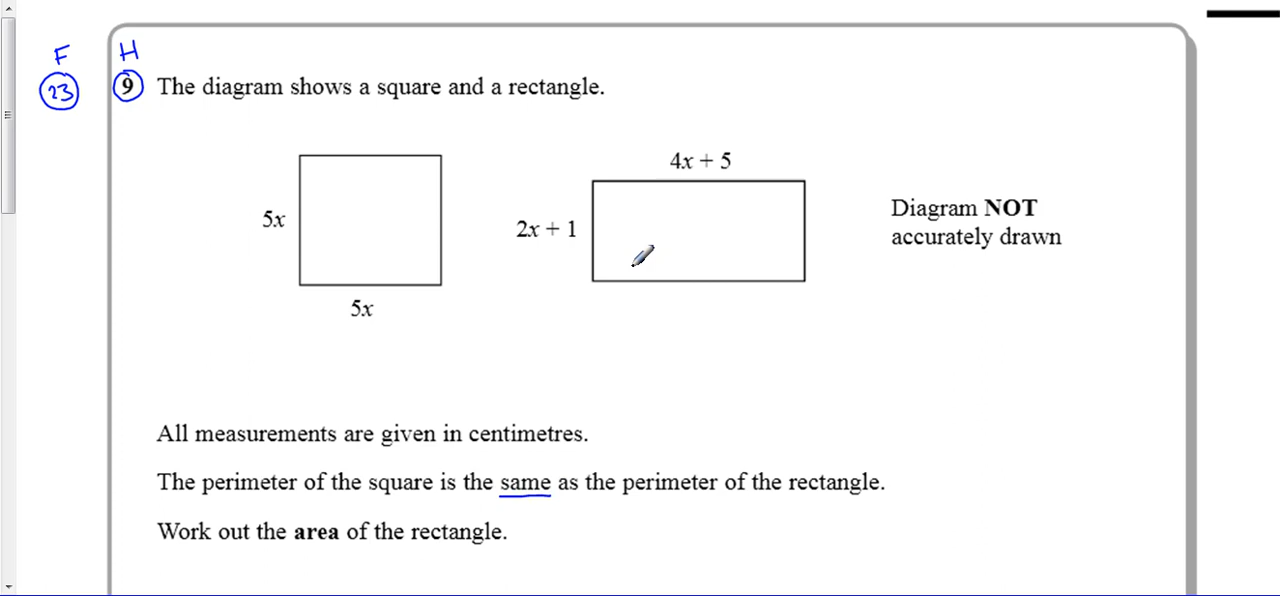 F H
23 9 The diagram shows a square and a rectangle.
4x + 5
5x
2x + 1
Diagram NOT
accurately drawn
5x
All measurements are given in centimetres.
The perimeter of the square is the same as the perimeter of the rectangle.
Work out the area of the rectangle.